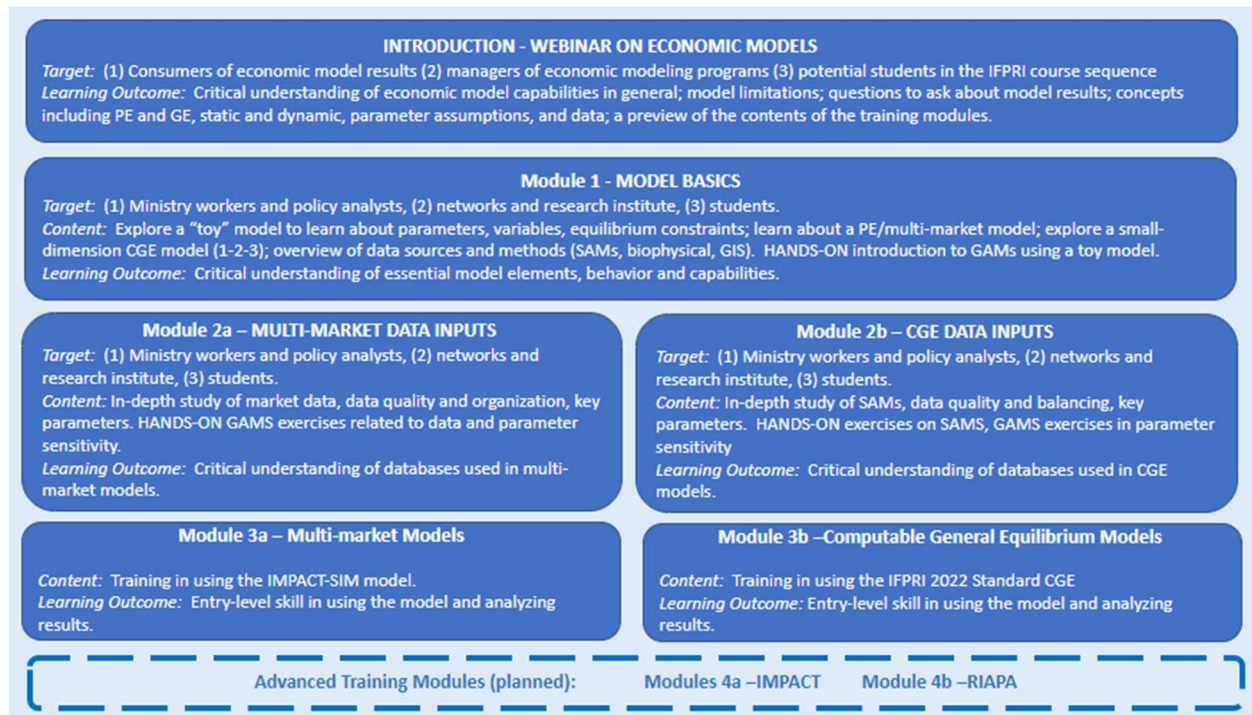 INTRODUCTION - WEBINAR ON ECONOMIC MODELS
Target: (1) Consumers of economic model results (2) managers of economic modeling programs (3) potential students in the IFPRI course sequence
Learning Outcome: Critical understanding of economic model capabilities in general; model limitations; questions to ask about model results; concepts
including PE and GE, static and dynamic, parameter assumptions, and data; a preview of the contents of the training modules.
Module 1 - MODEL BASICS
Target: (1) Ministry workers and policy analysts, (2) networks and research institute, (3) students.
Content: Explore a “toy” model to learn about parameters, variables, equilibrium constraints; learn about a PE/multi-market model; explore a small-
dimension CGE model (1-2-3); overview of data sources and methods (SAMs, biophysical, GIS). HANDS-ON introduction to GAMs using a toy model.
Learning Outcome: Critical understanding of essential model elements, behavior and capabilities.
Module 2a – MULTI-MARKET DATA INPUTS
Target: (1) Ministry workers and policy analysts, (2) networks and
research institute, (3) students.
Content: In-depth study of market data, data quality and organization, key
parameters. HANDS-ON GAMS exercises related to data and parameter
sensitivity.
Learning Outcome: Critical understanding of databases used in multi-
market models.
Module 2b – CGE DATA INPUTS
Target: (1) Ministry workers and policy analysts, (2) networks and
research institute, (3) students.
Content: In-depth study of SAMs, data quality and balancing, key
parameters. HANDS-ON exercises on SAMS, GAMS exercises in parameter
sensitivity
Learning Outcome: Critical understanding of databases used in CGE
models.
Module 3a – Multi-market Models
Content: Training in using the IMPACT-SIM model.
Learning Outcome: Entry-level skill in using the model and analyzing
results.
Module 3b –Computable General Equilibrium Models
Content: Training in using the IFPRI 2022 Standard CGE
Learning Outcome: Entry-level skill in using the model and analyzing
results.
Advanced Training Modules (planned): Modules 4a –IMPACT Module 4b –RIAPA